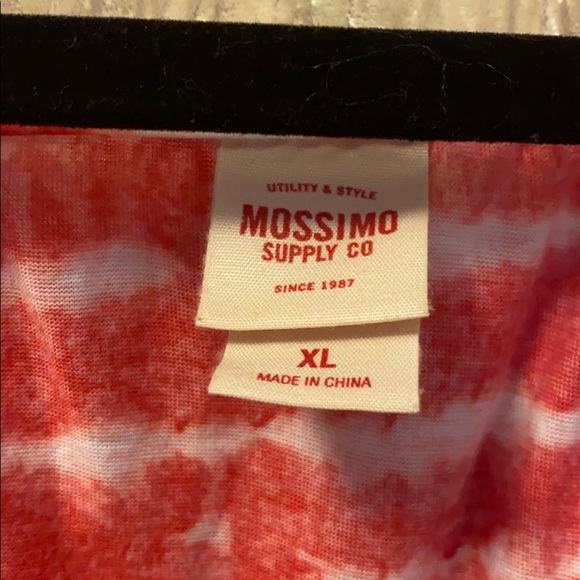 UTILITY & STYLE
MOSSIMO
SUPPLY CO
SINCE 1987
XL
MADE IN CHINA